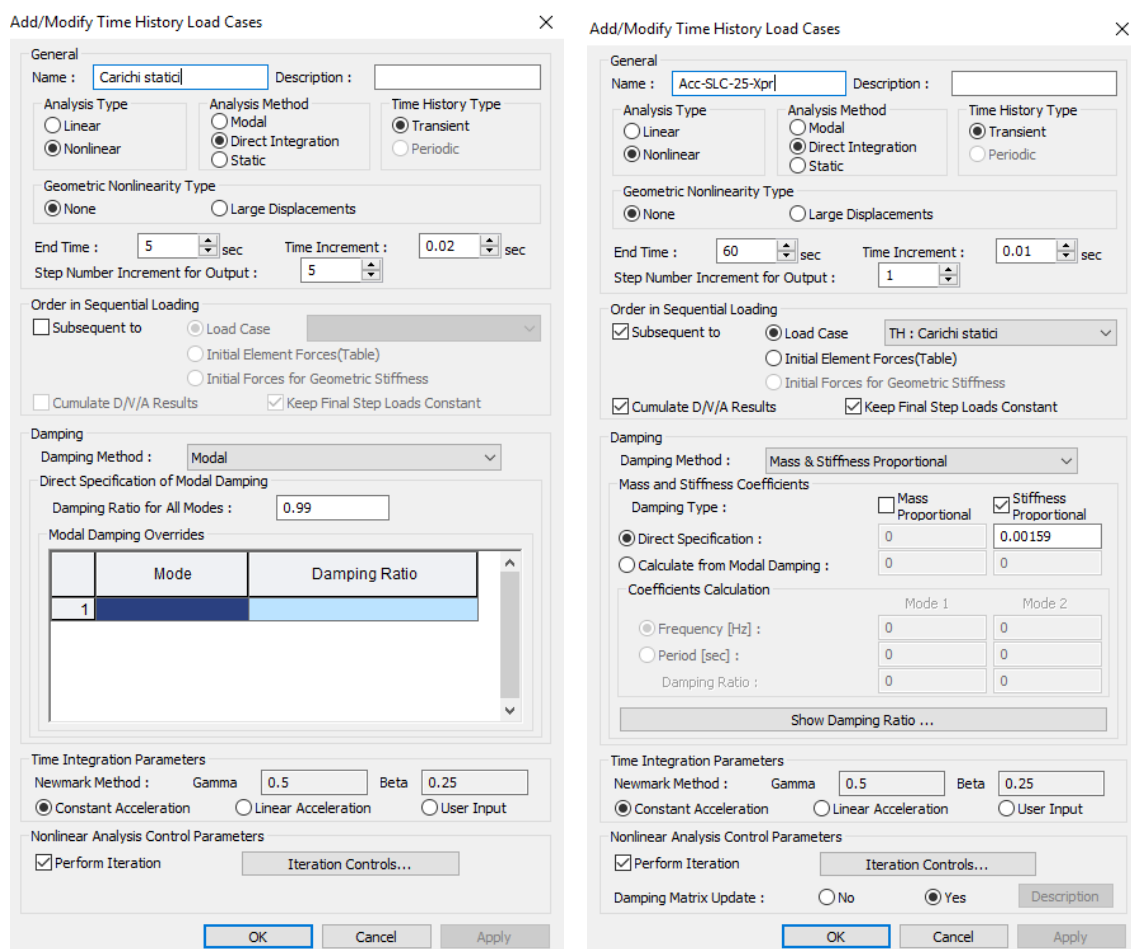 Add/Modify Time History Load Cases
General
Name : Carichi statici Description :
Analysis Type Analysis Method Time History Type
Linear Modal Transient
Nonlinear Direct Integration Periodic
Static
Geometric Nonlinearity Type
None Large Displacements
End Time : 5 sec Time Increment : 0.02 sec
Step Number Increment for Output : 5
Order in Sequential Loading
Subsequent to Load Case
Initial Element Forces(Table)
Initial Forces for Geometric Stiffness
Cumulate D/V/A Results Keep Final Step Loads Constant
Damping
Damping Method : Modal
Direct Specification of Modal Damping
Damping Ratio for All Modes : 0.99
Modal Damping Overrides
Mode Damping Ratio
1
Time Integration Parameters
Newmark Method : Gamma 0.5 Beta 0.25
Constant Acceleration Linear Acceleration User Input
Nonlinear Analysis Control Parameters
Perform Iteration Iteration Controls...
OK Cancel Apply
Add/Modify Time History Load Cases
General
Name : Acc-SLC-25-Xpr Description :
Analysis Type Analysis Method Time History Type
Linear Modal Transient
Nonlinear Direct Integration Periodic
Static
Geometric Nonlinearity Type
None Large Displacements
End Time : 60 sec Time Increment : 0.01 sec
Step Number Increment for Output : 1
Order in Sequential Loading
Subsequent to Load Case TH : Carichi statici
Initial Element Forces(Table)
Initial Forces for Geometric Stiffness
Cumulate D/V/A Results Keep Final Step Loads Constant
Damping
Damping Method : Mass & Stiffness Proportional
Mass and Stiffness Coefficients
Damping Type : Mass Proportional Stiffness Proportional
Direct Specification : 0 0.00159
Calculate from Modal Damping : 0 0
Coefficients Calculation
Mode 1 Mode 2
Frequency [Hz] : 0 0
Period [sec] : 0 0
Damping Ratio : 0 0
Show Damping Ratio ...
Time Integration Parameters
Newmark Method : Gamma 0.5 Beta 0.25
Constant Acceleration Linear Acceleration User Input
Nonlinear Analysis Control Parameters
Perform Iteration Iteration Controls...
Damping Matrix Update : No Yes Description
OK Cancel Apply